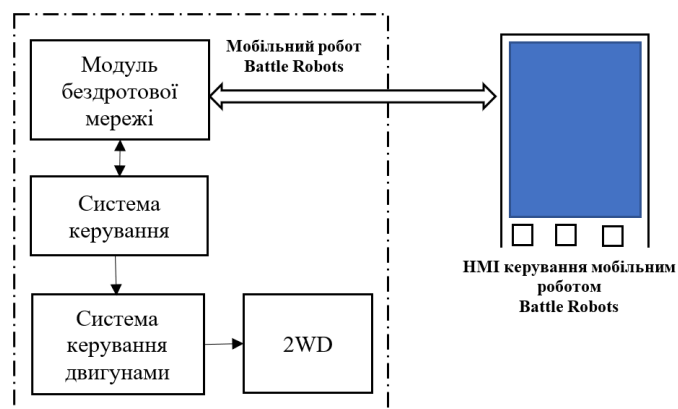 Мобільний робот
Battle Robots
Модуль
бездротової
мережі
Система
керування
Система
керування
двигунами
2WD
HMI керування мобільним
роботом
Battle Robots